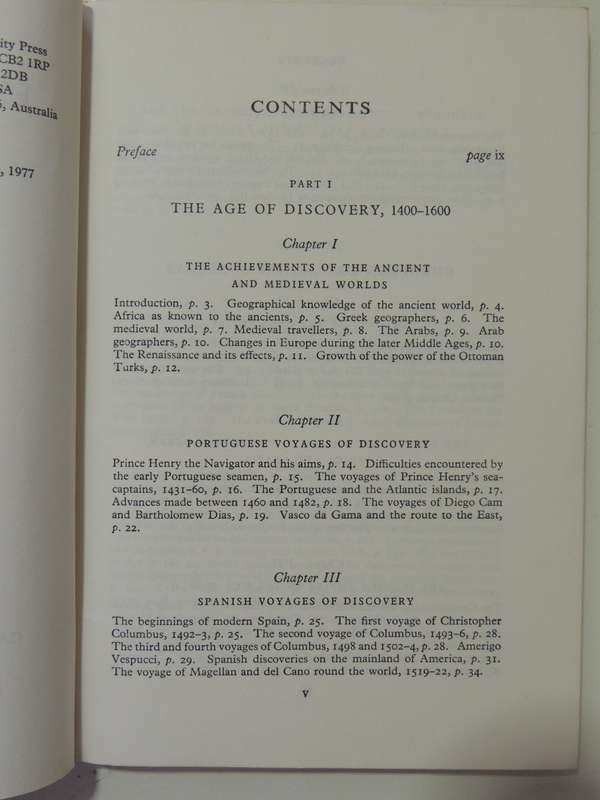 ity Press
CB2 1RP
2DB
SA
, Australia
, 1977
CONTENTS
Preface page ix
PART I
THE AGE OF DISCOVERY, 1400–1600
Chapter I
THE ACHIEVEMENTS OF THE ANCIENT
AND MEDIEVAL WORLDS
Introduction, p. 3. Geographical knowledge of the ancient world, p. 4.
Africa as known to the ancients, p. 5. Greek geographers, p. 6. The
medieval world, p. 7. Medieval travellers, p. 8. The Arabs, p. 9. Arab
geographers, p. 10. Changes in Europe during the later Middle Ages, p. 10.
The Renaissance and its effects, p. 11. Growth of the power of the Ottoman
Turks, p. 12.
Chapter II
PORTUGUESE VOYAGES OF DISCOVERY
Prince Henry the Navigator and his aims, p. 14. Difficulties encountered by
the early Portuguese seamen, p. 15. The voyages of Prince Henry's sea-
captains, 1431–60, p. 16. The Portuguese and the Atlantic islands, p. 17.
Advances made between 1460 and 1482, p. 18. The voyages of Diego Cam
and Bartholomew Dias, p. 19. Vasco da Gama and the route to the East,
p. 22.
Chapter III
SPANISH VOYAGES OF DISCOVERY
The beginnings of modern Spain, p. 25. The first voyage of Christopher
Columbus, 1492–3, p. 25. The second voyage of Columbus, 1493–6, p. 28.
The third and fourth voyages of Columbus, 1498 and 1502–4, p. 28. Amerigo
Vespucci, p. 29. Spanish discoveries on the mainland of America, p. 31.
The voyage of Magellan and del Cano round the world, 1519–22, p. 34.
v